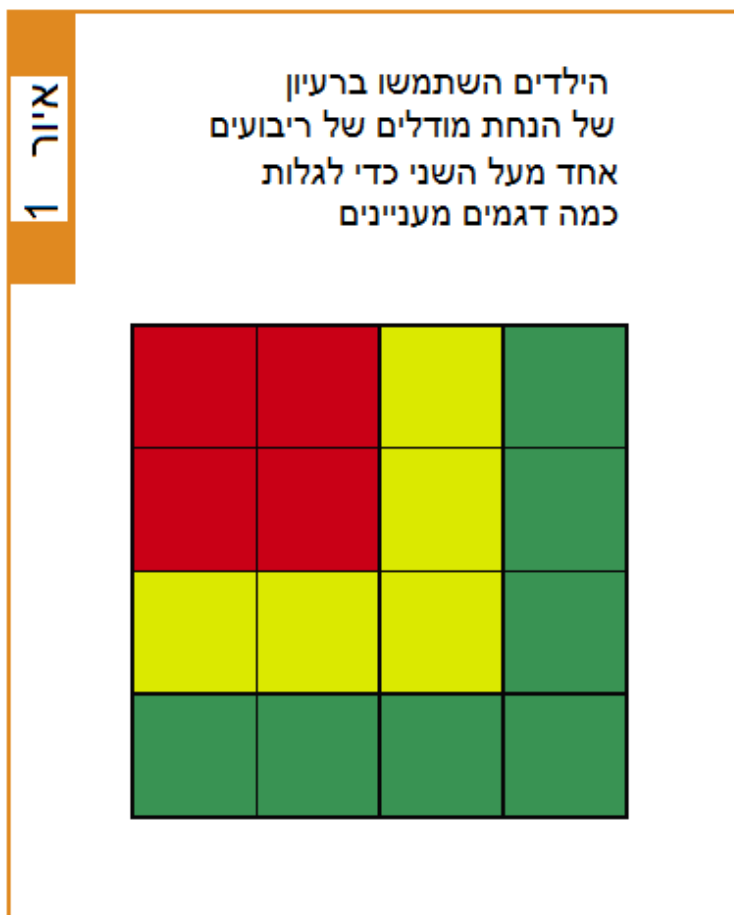 איור 1
הילדים השתמשו ברעיון
של הנחת מודלים של ריבועים
אחד מעל השני כדי לגלות
כמה דגמים מעניינים